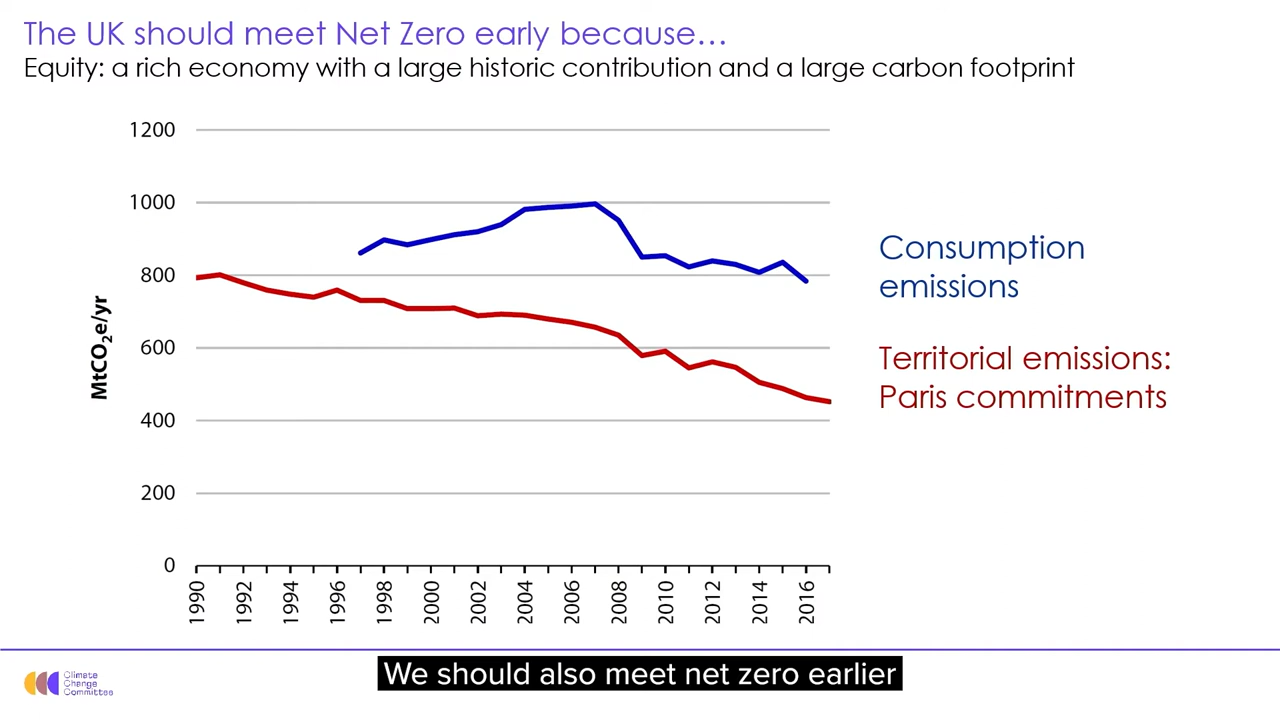 The UK should meet Net Zero early because…
Equity: a rich economy with a large historic contribution and a large carbon footprint
1200
1000
800
600
400
200
0
MtCO₂e/yr
1990
1992
1994
1996
1998
2000
2002
2004
2006
2008
2010
2012
2014
2016
Consumption
emissions
Territorial emissions:
Paris commitments
Climate
Change
Committee
We should also meet net zero earlier